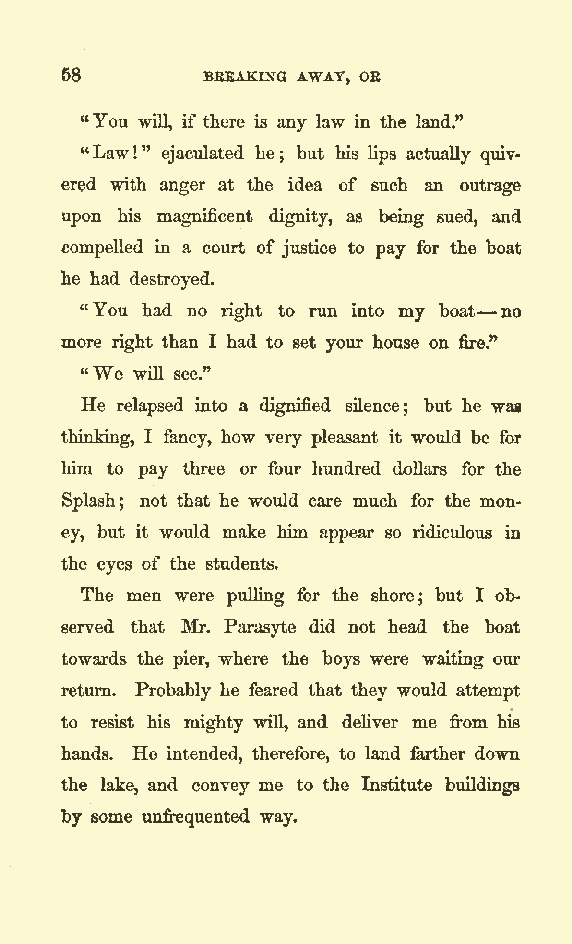 58 BREAKING AWAY, OR
"You will, if there is any law in the land."
"Law!" ejaculated he; but his lips actually quiv-
ered with anger at the idea of such an outrage
upon his magnificent dignity, as being sued, and
compelled in a court of justice to pay for the boat
he had destroyed.
"You had no right to run into my boat—no
more right than I had to set your house on fire."
"We will see."
He relapsed into a dignified silence; but he was
thinking, I fancy, how very pleasant it would be for
him to pay three or four hundred dollars for the
Splash; not that he would care much for the mon-
ey, but it would make him appear so ridiculous in
the eyes of the students.
The men were pulling for the shore; but I ob-
served that Mr. Parasyte did not head the boat
towards the pier, where the boys were waiting our
return. Probably he feared that they would attempt
to resist his mighty will, and deliver me from his
hands. He intended, therefore, to land farther down
the lake, and convey me to the Institute buildings
by some unfrequented way.